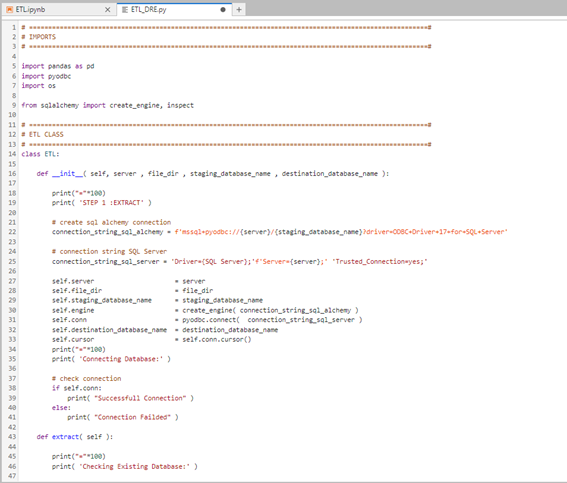 ETL.ipynb
ETL_DRE.py
1 # ==========================================================================================#
2 # IMPORTS
3 # ==========================================================================================#
4
5 import pandas as pd
6 import pyodbc
7 import os
8
9 from sqlalchemy import create_engine, inspect
10
11 # ==========================================================================================#
12 # ETL CLASS
13 # ==========================================================================================#
14 class ETL:
15
16     def __init__( self, server , file_dir , staging_database_name , destination_database_name ):
17
18         print("="*100)
19         print( 'STEP 1 :EXTRACT' )
20
21         # create sql alchemy connection
22         connection_string_sql_alchemy = f'mssql+pyodbc://{server}/{staging_database_name}?driver=ODBC+Driver+17+for+SQL+Server'
23
24         # connection string SQL Server
25         connection_string_sql_server = 'Driver={SQL Server};'f'Server={server};' 'Trusted_Connection=yes;'
26
27         self.server                    = server
28         self.file_dir                  = file_dir
29         self.staging_database_name     = staging_database_name
30         self.engine                    = create_engine( connection_string_sql_alchemy )
31         self.conn                      = pyodbc.connect(  connection_string_sql_server )
32         self.destination_database_name = destination_database_name
33         self.cursor                    = self.conn.cursor()
34         print("="*100)
35         print( 'Connecting Database:' )
36
37         # check connection
38         if self.conn:
39             print( "Successfull Connection" )
40         else:
41             print( "Connection Failded" )
42
43     def extract( self ):
44
45         print("="*100)
46         print( 'Checking Existing Database:' )
47